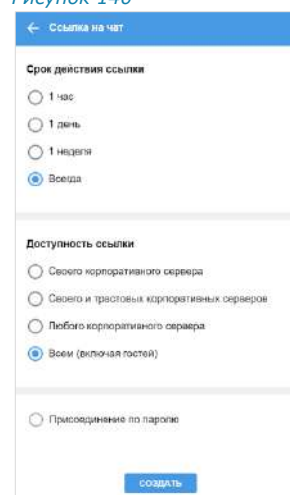 Рисунок 140
Ссылка на чат
Срок действия ссылки
1 час
1 день
1 неделя
Всегда
Доступность ссылки
Своего корпоративного сервера
Своего и трастовых корпоративных серверов
Любого корпоративного сервера
Всем (включая гостей)
Присоединение по паролю
СОЗДАТЬ